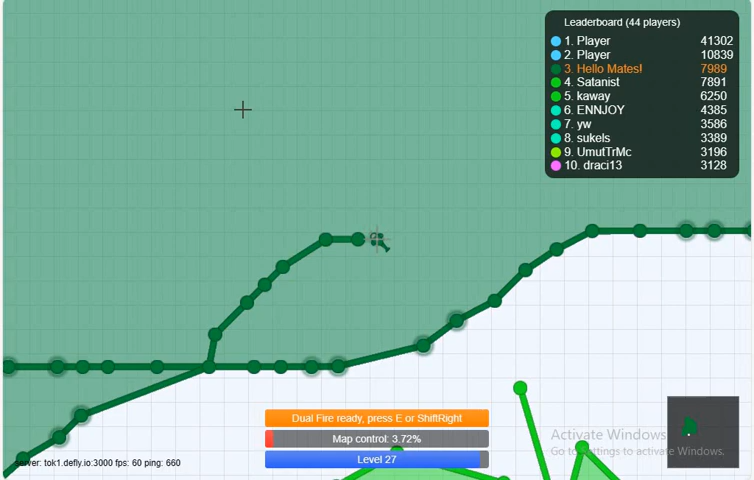 Leaderboard (44 players)
1. Player 41302
2. Player 10839
3. Hello Mates! 7989
4. Satanist 7891
5. kaway 6250
6. ENNJOY 4385
7. yw 3586
8. sukels 3389
9. UmutTrMc 3196
10. draci13 3128
Dual Fire ready, press E or ShiftRight
Map control: 3.72%
Level 27
Activate Windows
Go to Settings to activate Windows.
server: tok1.defly.io:3000 fps: 60 ping: 660